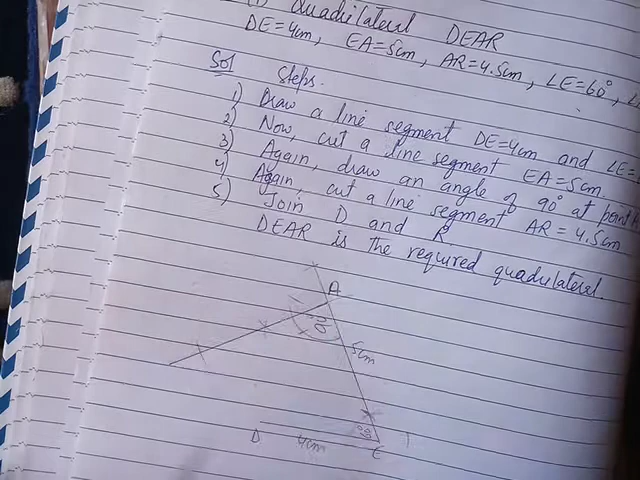 Quadrilateral DEAR
DE=4cm, EA=5cm, AR=4.5cm, ∠E=60°,
Sol Steps.
1) Draw a line segment DE=4cm and ∠E=
2) Now, cut a line segment EA=5cm.
3) Again, draw an angle of 90° at point A
4) Again, cut a line segment AR = 4.5cm
5) Join D and R
DEAR is the required quadulateral.
A
90
5cm
60
D
4cm
E